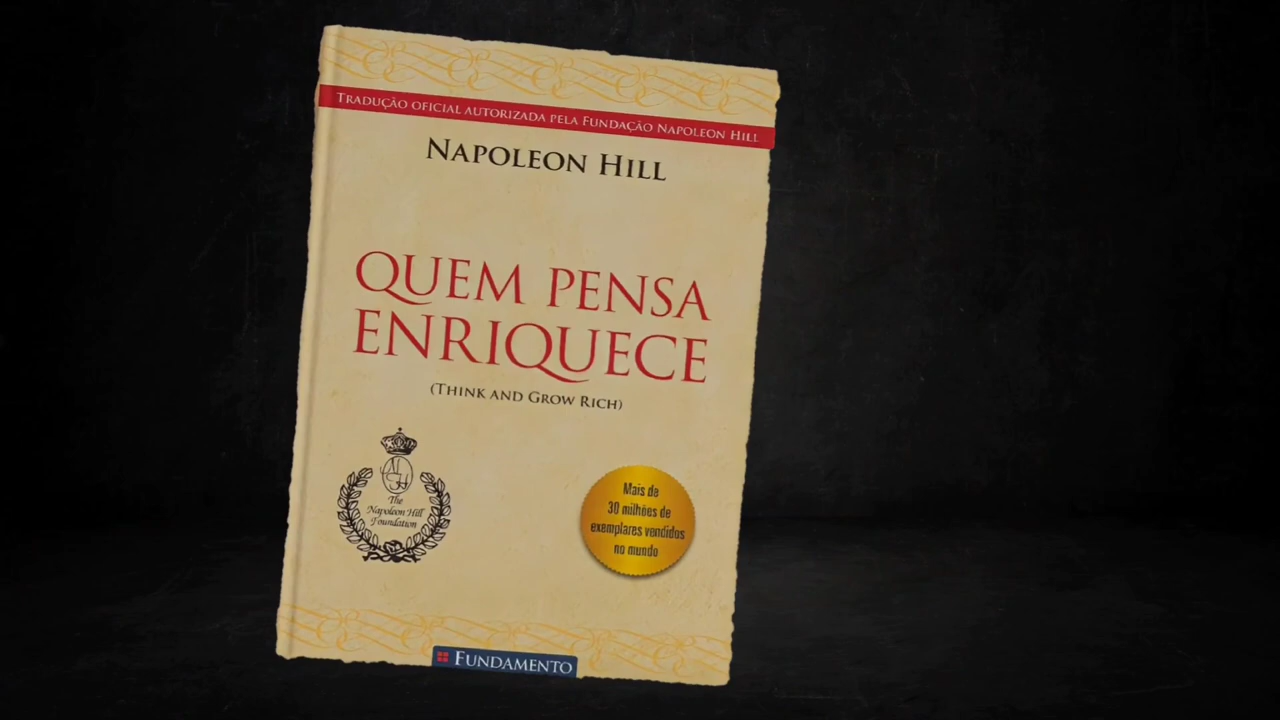 Tradução oficial autorizada pela Fundação Napoleon Hill
Napoleon Hill
QUEM PENSA
ENRIQUECE
(Think and Grow Rich)
NH
The
Napoleon Hill
Foundation
Mais de
30 milhões de
exemplares vendidos
no mundo
Fundamento